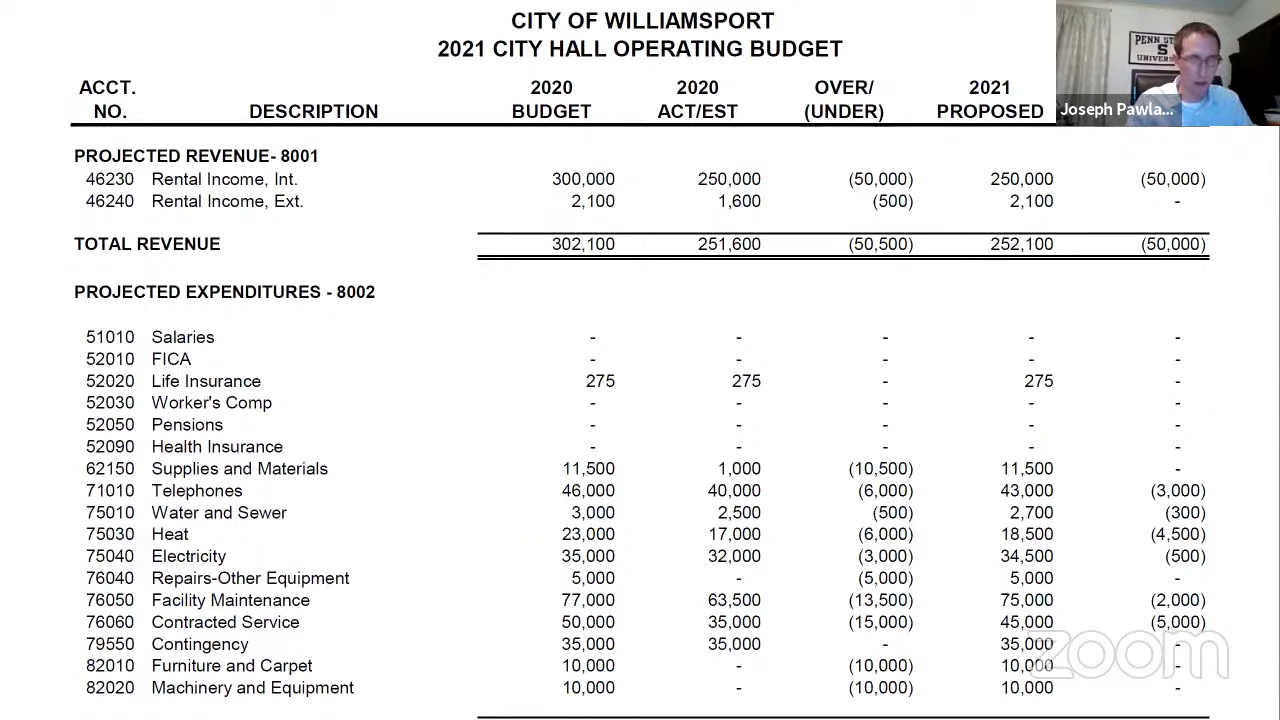 CITY OF WILLIAMSPORT
2021 CITY HALL OPERATING BUDGET
PENN ST
S
UNIVERS
Joseph Pawla...
ACCT. 2020 2020 OVER/ 2021
NO. DESCRIPTION BUDGET ACT/EST (UNDER) PROPOSED
PROJECTED REVENUE- 8001
46230 Rental Income, Int. 300,000 250,000 (50,000) 250,000 (50,000)
46240 Rental Income, Ext. 2,100 1,600 (500) 2,100 -
TOTAL REVENUE 302,100 251,600 (50,500) 252,100 (50,000)
PROJECTED EXPENDITURES - 8002
51010 Salaries - - - - -
52010 FICA - - - - -
52020 Life Insurance 275 275 - 275 -
52030 Worker's Comp - - - - -
52050 Pensions - - - - -
52090 Health Insurance - - - - -
62150 Supplies and Materials 11,500 1,000 (10,500) 11,500 -
71010 Telephones 46,000 40,000 (6,000) 43,000 (3,000)
75010 Water and Sewer 3,000 2,500 (500) 2,700 (300)
75030 Heat 23,000 17,000 (6,000) 18,500 (4,500)
75040 Electricity 35,000 32,000 (3,000) 34,500 (500)
76040 Repairs-Other Equipment 5,000 - (5,000) 5,000 -
76050 Facility Maintenance 77,000 63,500 (13,500) 75,000 (2,000)
76060 Contracted Service 50,000 35,000 (15,000) 45,000 (5,000)
79550 Contingency 35,000 35,000 - 35,000 -
82010 Furniture and Carpet 10,000 - (10,000) 10,000 -
82020 Machinery and Equipment 10,000 - (10,000) 10,000 -
zoom